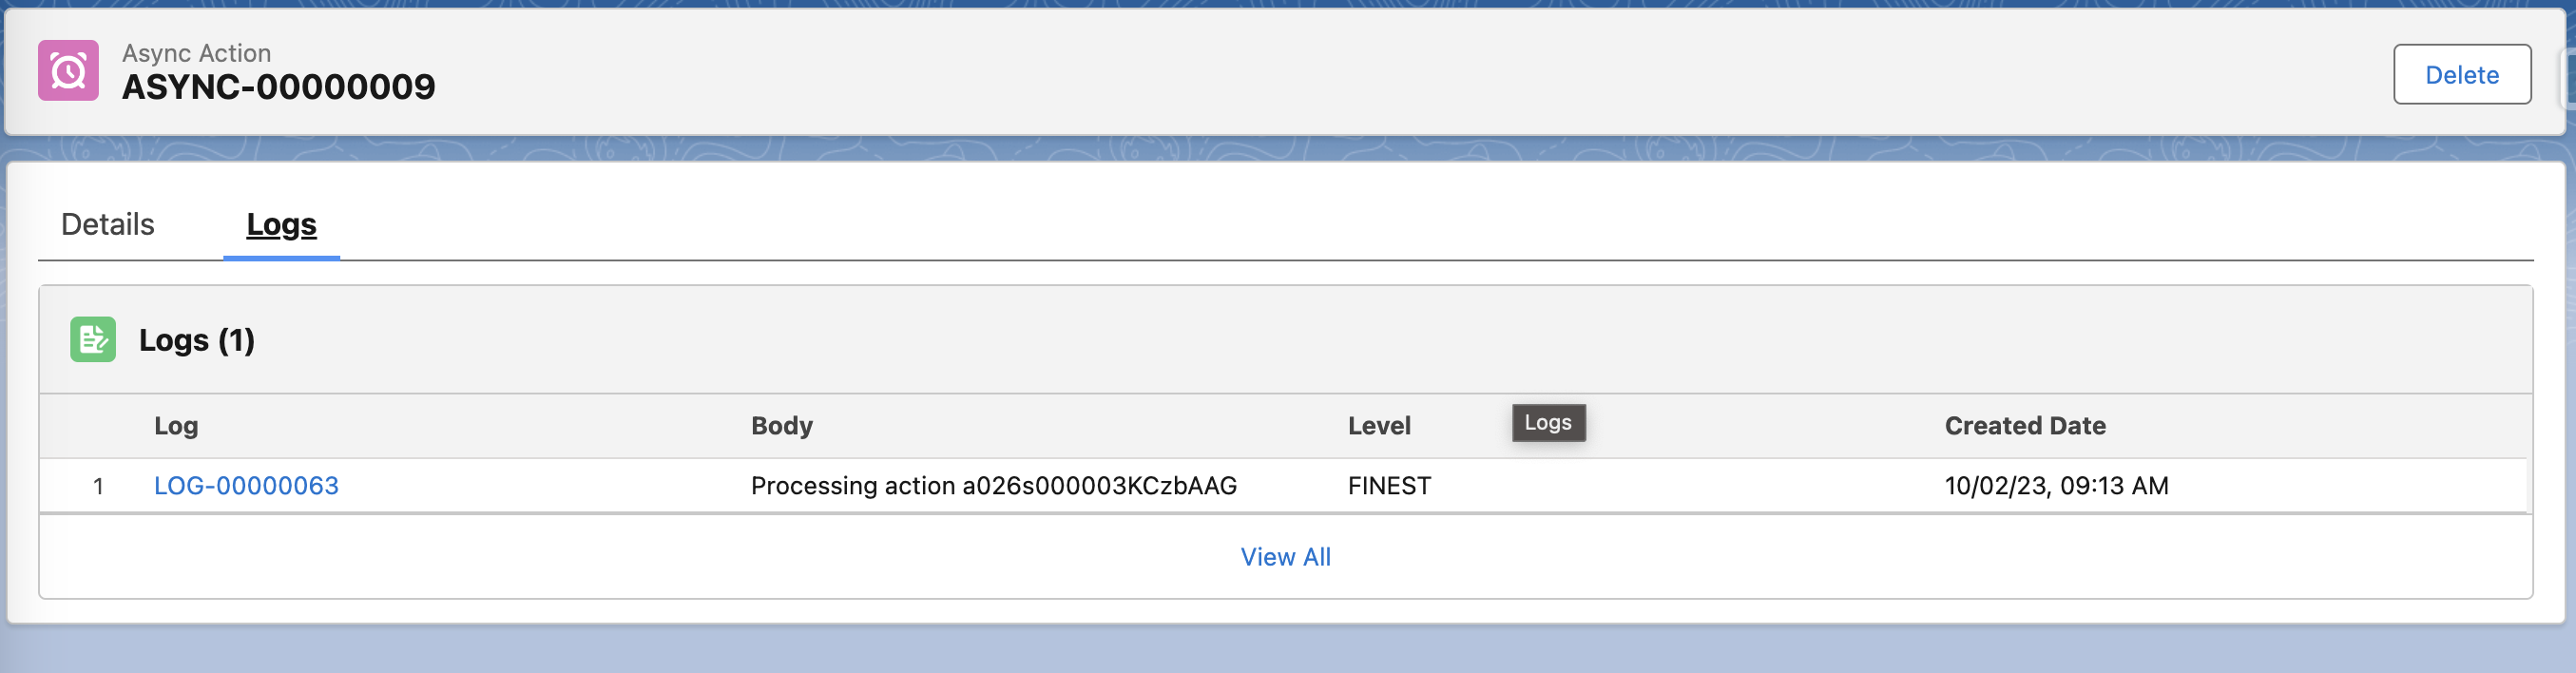 Async Action
ASYNC-00000009
Delete
Details Logs
Logs (1)
Log Body Level Logs Created Date
1 LOG-00000063 Processing action a026s000003KCzbAAG FINEST 10/02/23, 09:13 AM
View All